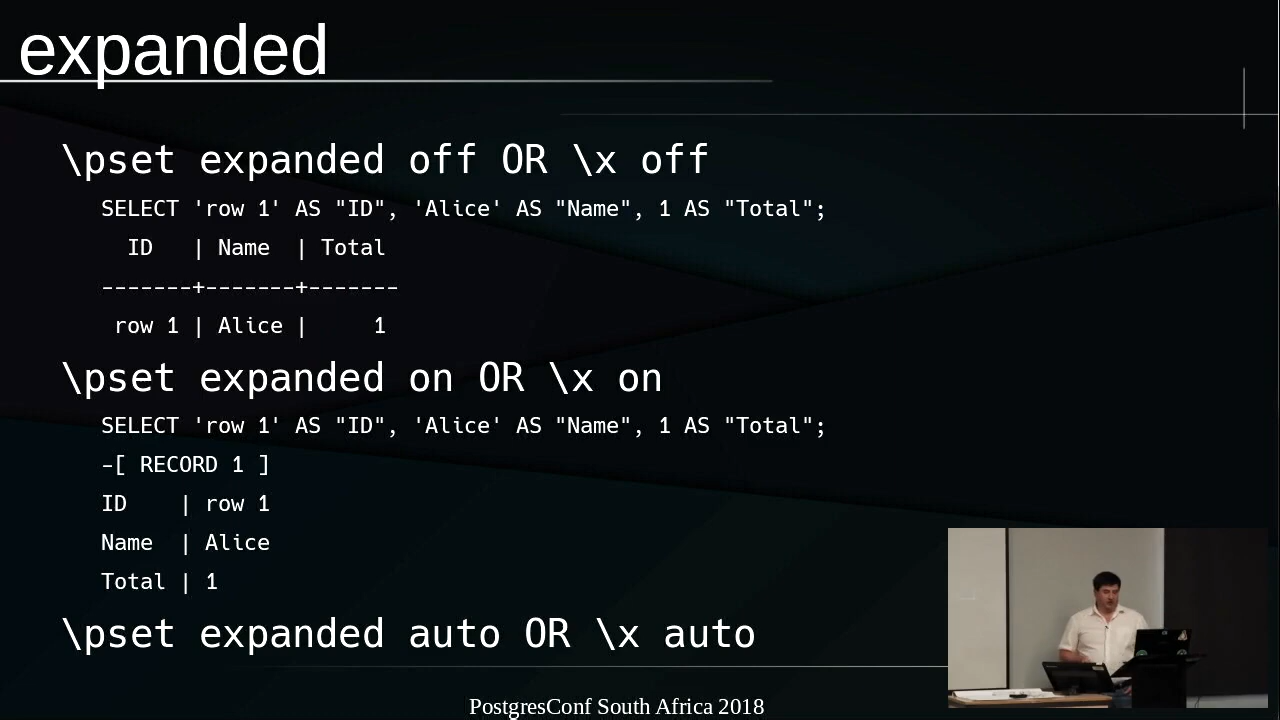 expanded
\pset expanded off OR \x off
SELECT 'row 1' AS "ID", 'Alice' AS "Name", 1 AS "Total";
  ID   | Name  | Total
-------+-------+-------
 row 1 | Alice |     1
\pset expanded on OR \x on
SELECT 'row 1' AS "ID", 'Alice' AS "Name", 1 AS "Total";
-[ RECORD 1 ]
ID    | row 1
Name  | Alice
Total | 1
\pset expanded auto OR \x auto
PostgresConf South Africa 2018